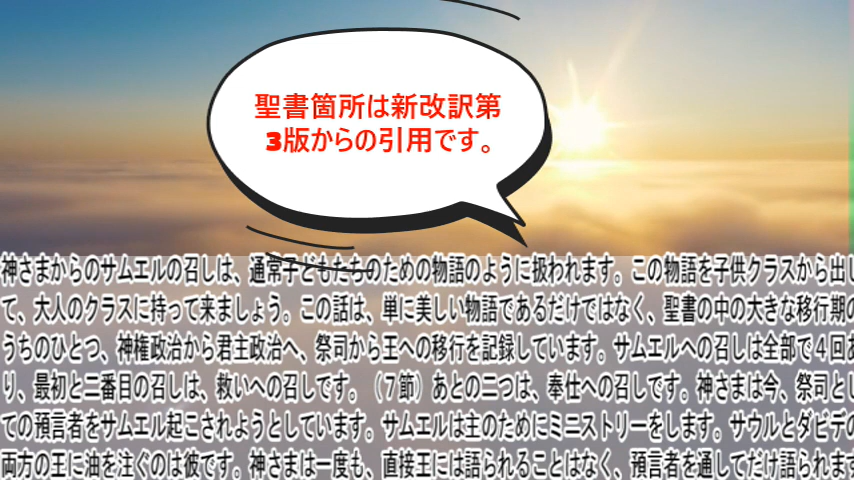 聖書箇所は新改訳第
3版からの引用です。
神さまからのサムエルの召しは、通常子どもたちのための物語のように扱われます。この物語を子供クラスから出し
て、大人のクラスに持って来ましょう。この話は、単に美しい物語であるだけではなく、聖書の中の大きな移行期の
うちのひとつ、神権政治から君主政治へ、祭司から王への移行を記録しています。サムエルへの召しは全部で４回あ
り、最初と二番目の召しは、救いへの召しです。（７節）あとの二つは、奉仕への召しです。神さまは今、祭司とし
ての預言者をサムエル起こされようとしています。サムエルは主のためにミニストリーをします。サウルとダビデの
両方の王に油を注ぐのは彼です。神さまは一度も、直接王には語られることはなく、預言者を通してだけ語られます